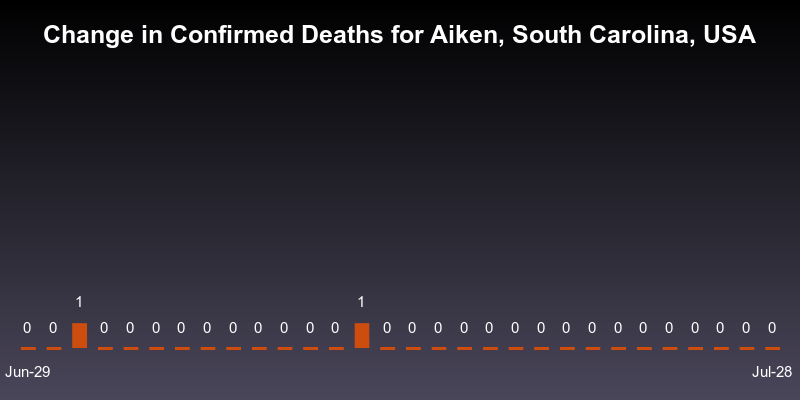 Change in Confirmed Deaths for Aiken, South Carolina, USA
1 1
0 0 0 0 0 0 0 0 0 0 0 0 0 0 0 0 0 0 0 0 0 0 0 0 0 0 0 0
Jun-29 Jul-28